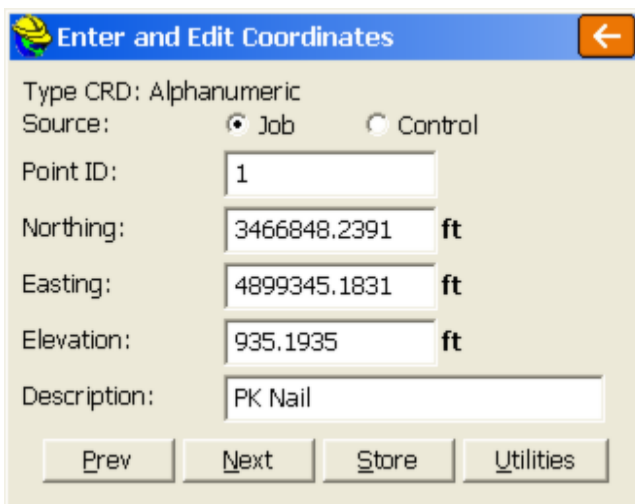 Enter and Edit Coordinates
Type CRD: Alphanumeric
Source: Job Control
Point ID: 1
Northing: 3466848.2391 ft
Easting: 4899345.1831 ft
Elevation: 935.1935 ft
Description: PK Nail
Prev Next Store Utilities